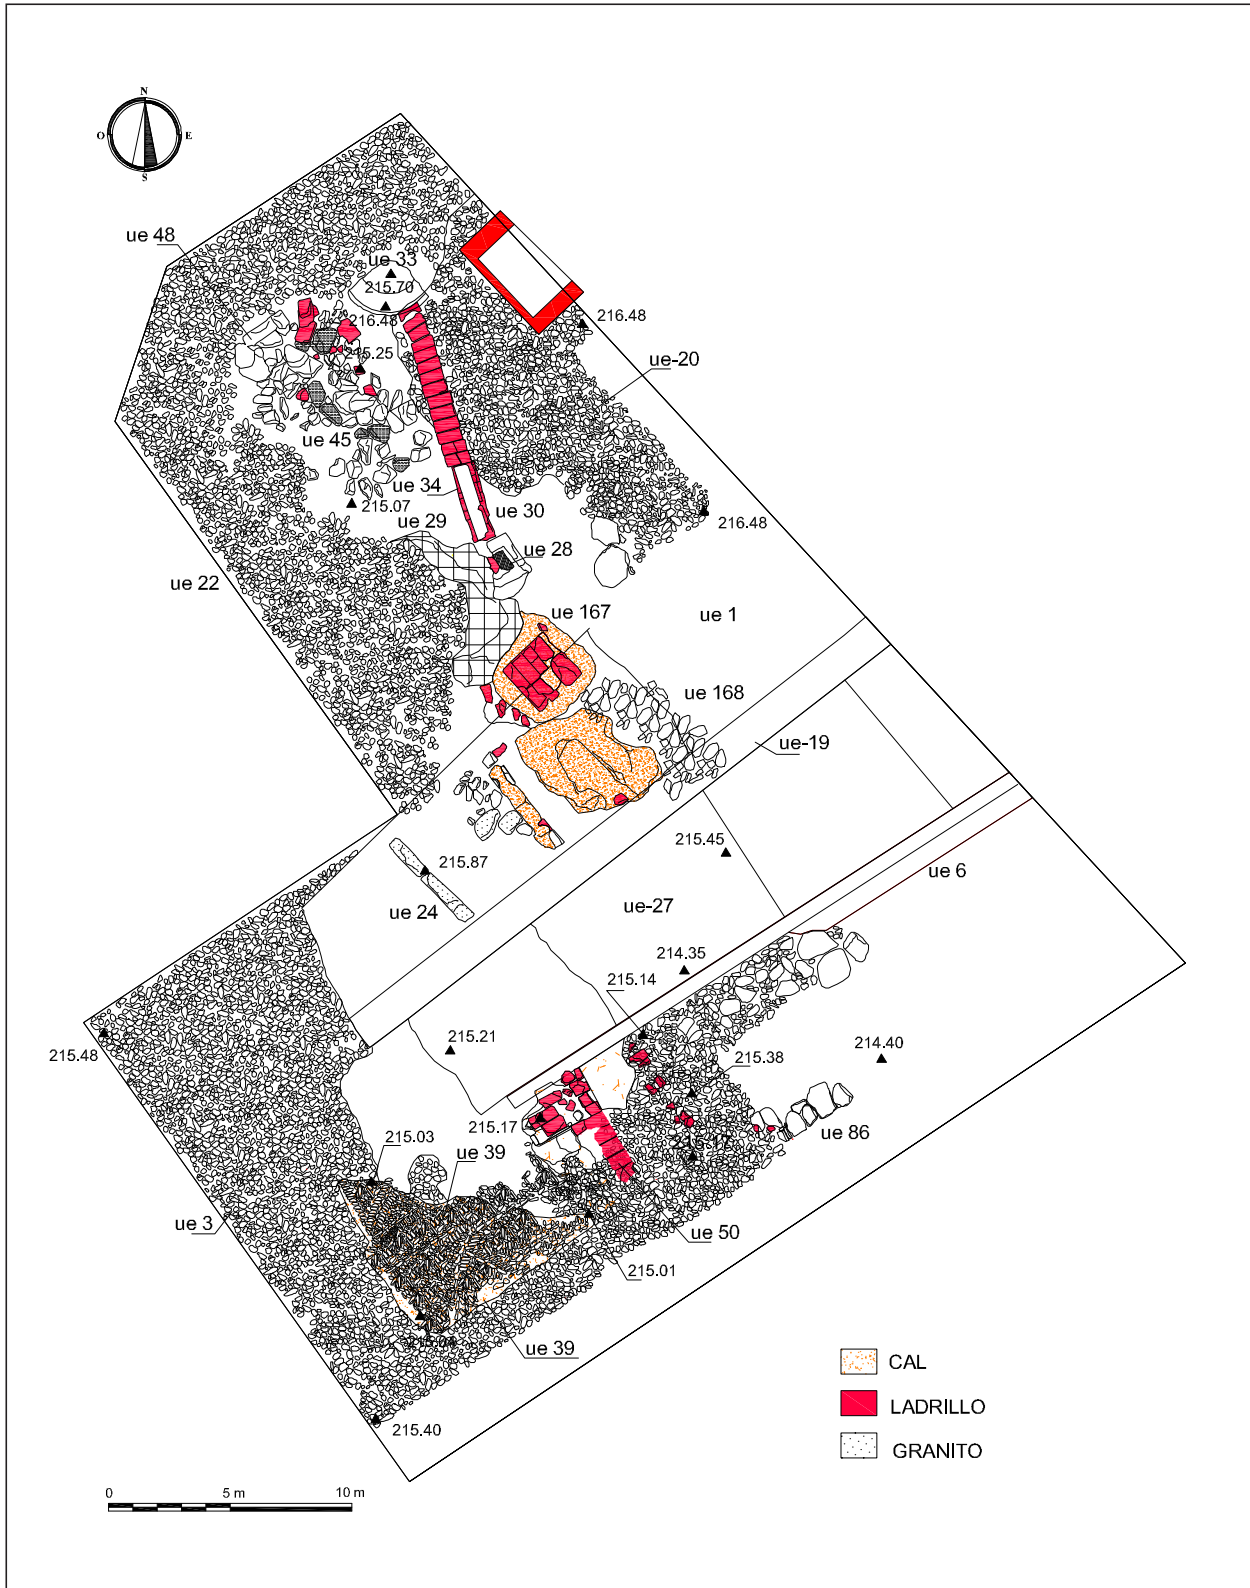 N
O
E
S
ue 48
ue 33
215.70
216.48
216.48
215.25
ue-20
ue 45
ue 34
215.07
ue 30
216.48
ue 29
ue 28
ue 22
ue 167
ue 1
ue 168
ue-19
215.45
215.87
ue 6
ue 24
ue-27
214.35
215.14
215.21
215.48
215.38
214.40
215.17
ue 86
215.03
ue 39
ue 3
ue 50
215.01
ue 39
CAL
LADRILLO
215.40
GRANITO
0
5 m
10 m